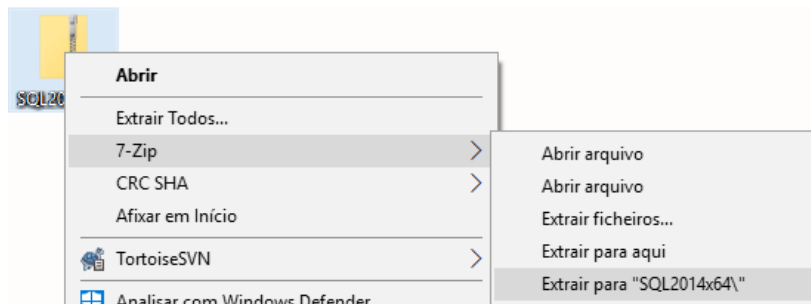 Abrir
SQL20
Extrair Todos...
7-Zip
CRC SHA
Afixar em Início
TortoiseSVN
Analisar com Windows Defender
Abrir arquivo
Abrir arquivo
Extrair ficheiros...
Extrair para aqui
Extrair para "SQL2014x64\"